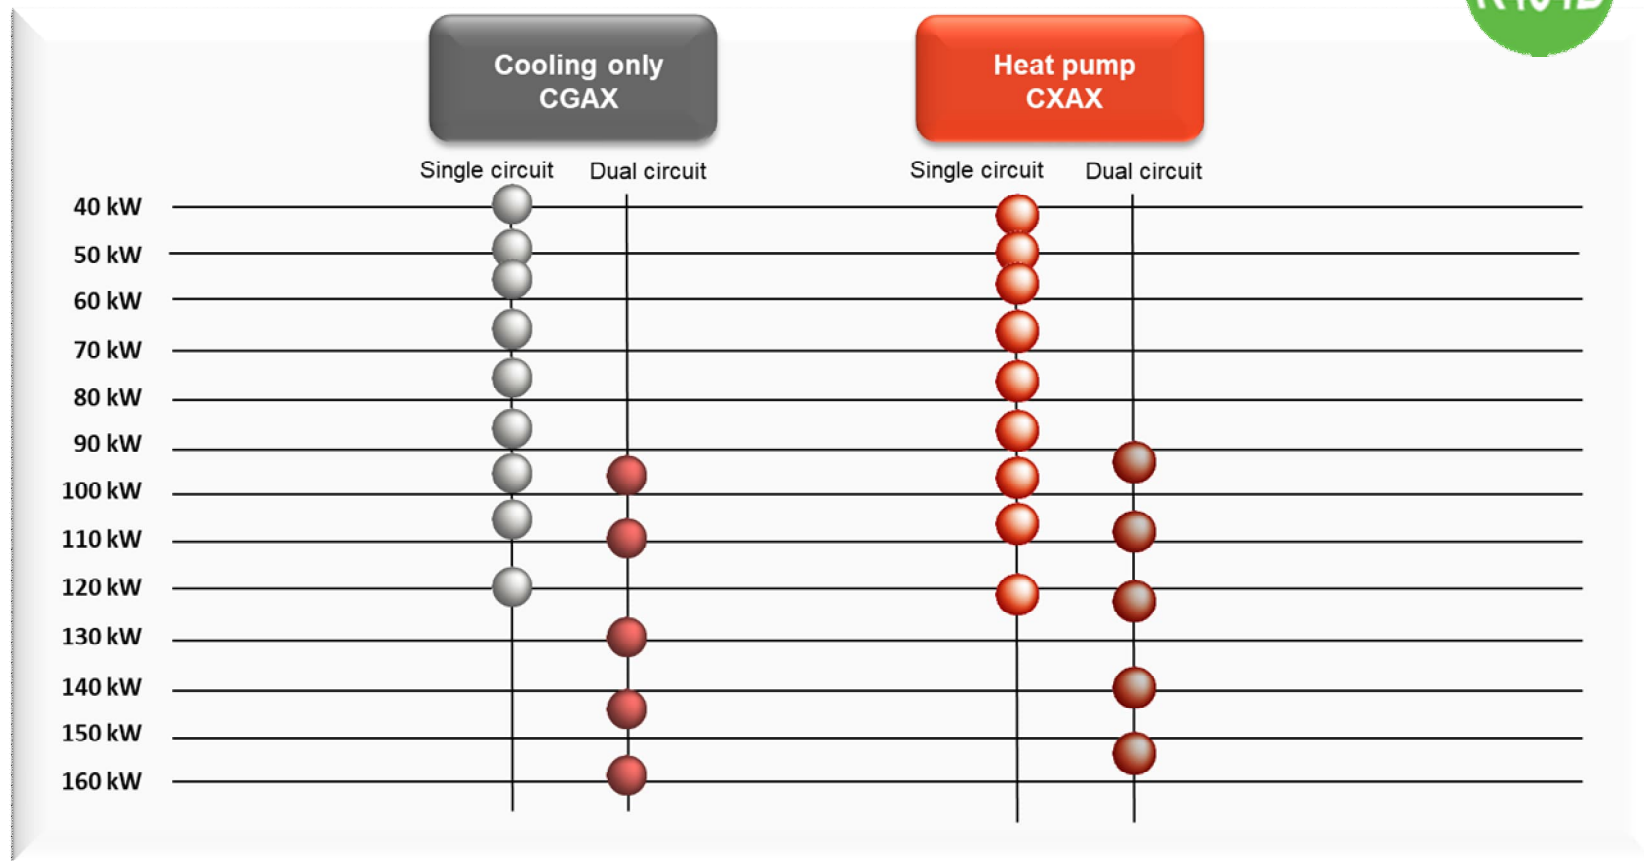 Cooling only
CGAX
Heat pump
CXAX
Single circuit
Dual circuit
Single circuit
Dual circuit
40 kW
50 kW
60 kW
70 kW
80 kW
90 kW
100 kW
110 kW
120 kW
130 kW
140 kW
150 kW
160 kW